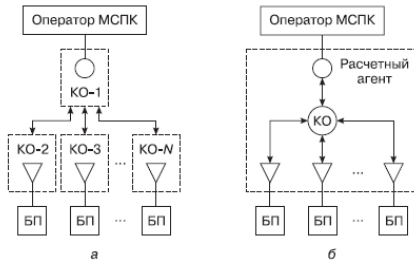 Оператор МСПК
КО-1
КО-2 КО-3 ... КО-N
БП БП ... БП
а
Оператор МСПК
Расчетный
агент
КО
...
БП БП ... БП
б